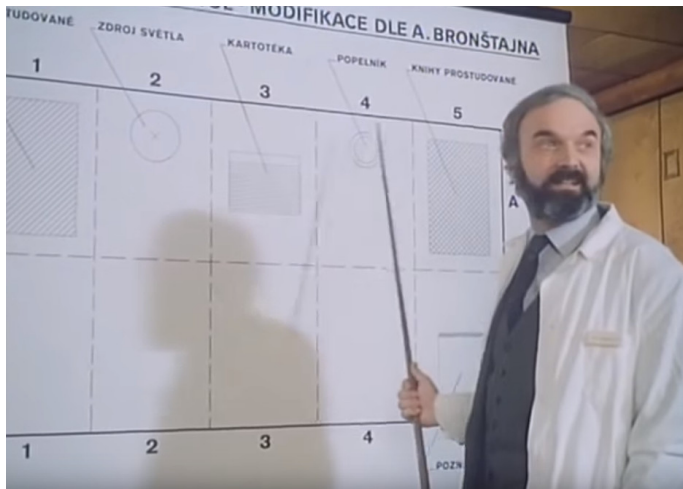 MODIFIKACE DLE A. BRONŠTAJNA
ZDROJ SVĚTLA
KARTOTÉKA
POPELNÍK
KNIHY PROSTUDOVANÉ
1 2 3 4 5
A
1 2 3 4